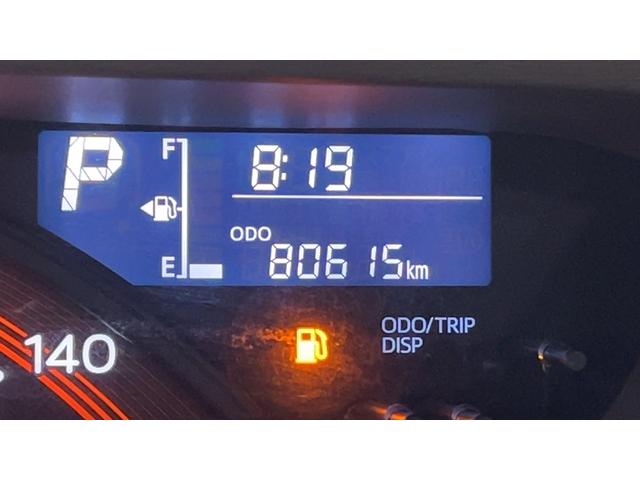 P
F
8:19
ODO
E
80615km
140
ODO/TRIP
DISP